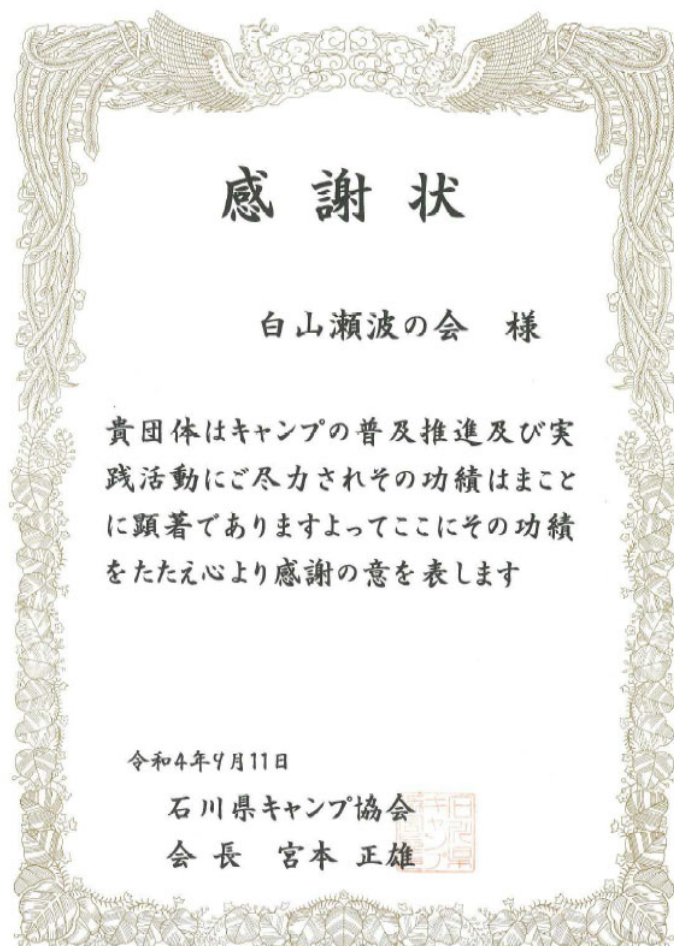 感謝状
白山瀬波の会 様
貴団体はキャンプの普及推進及び実
践活動にご尽力されその功績はまこと
に顕著でありますよってここにその功績
をたたえ心より感謝の意を表します
令和4年9月11日
石川県キャンプ協会
会長 宮本 正雄